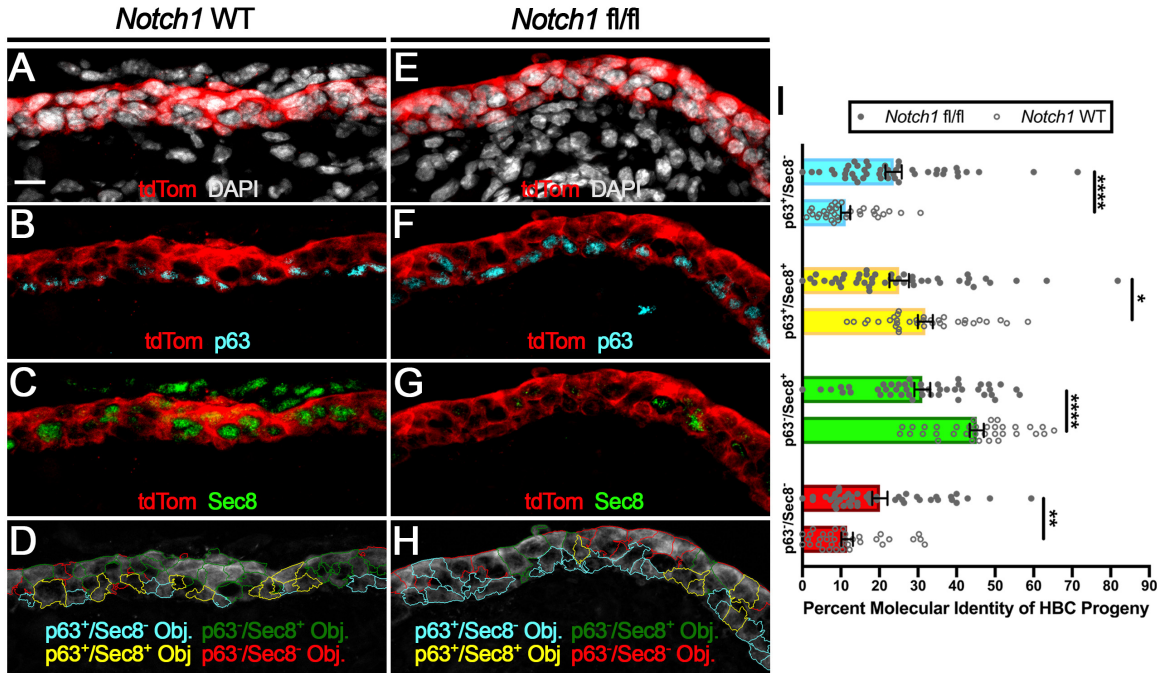 Notch1 WT
Notch1 fl/fl
A
tdTom DAPI
E
tdTom DAPI
B
tdTom p63
F
tdTom p63
C
tdTom Sec8
G
tdTom Sec8
D
p63⁺/Sec8⁻ Obj. p63⁻/Sec8⁺ Obj.
p63⁺/Sec8⁺ Obj p63⁻/Sec8⁻ Obj.
H
p63⁺/Sec8⁻ Obj. p63⁻/Sec8⁺ Obj.
p63⁺/Sec8⁺ Obj p63⁻/Sec8⁻ Obj.
I
Notch1 fl/fl Notch1 WT
p63⁺/Sec8⁻
****
p63⁺/Sec8⁺
*
p63⁻/Sec8⁺
****
p63⁻/Sec8⁻
**
0 10 20 30 40 50 60 70 80 90
Percent Molecular Identity of HBC Progeny